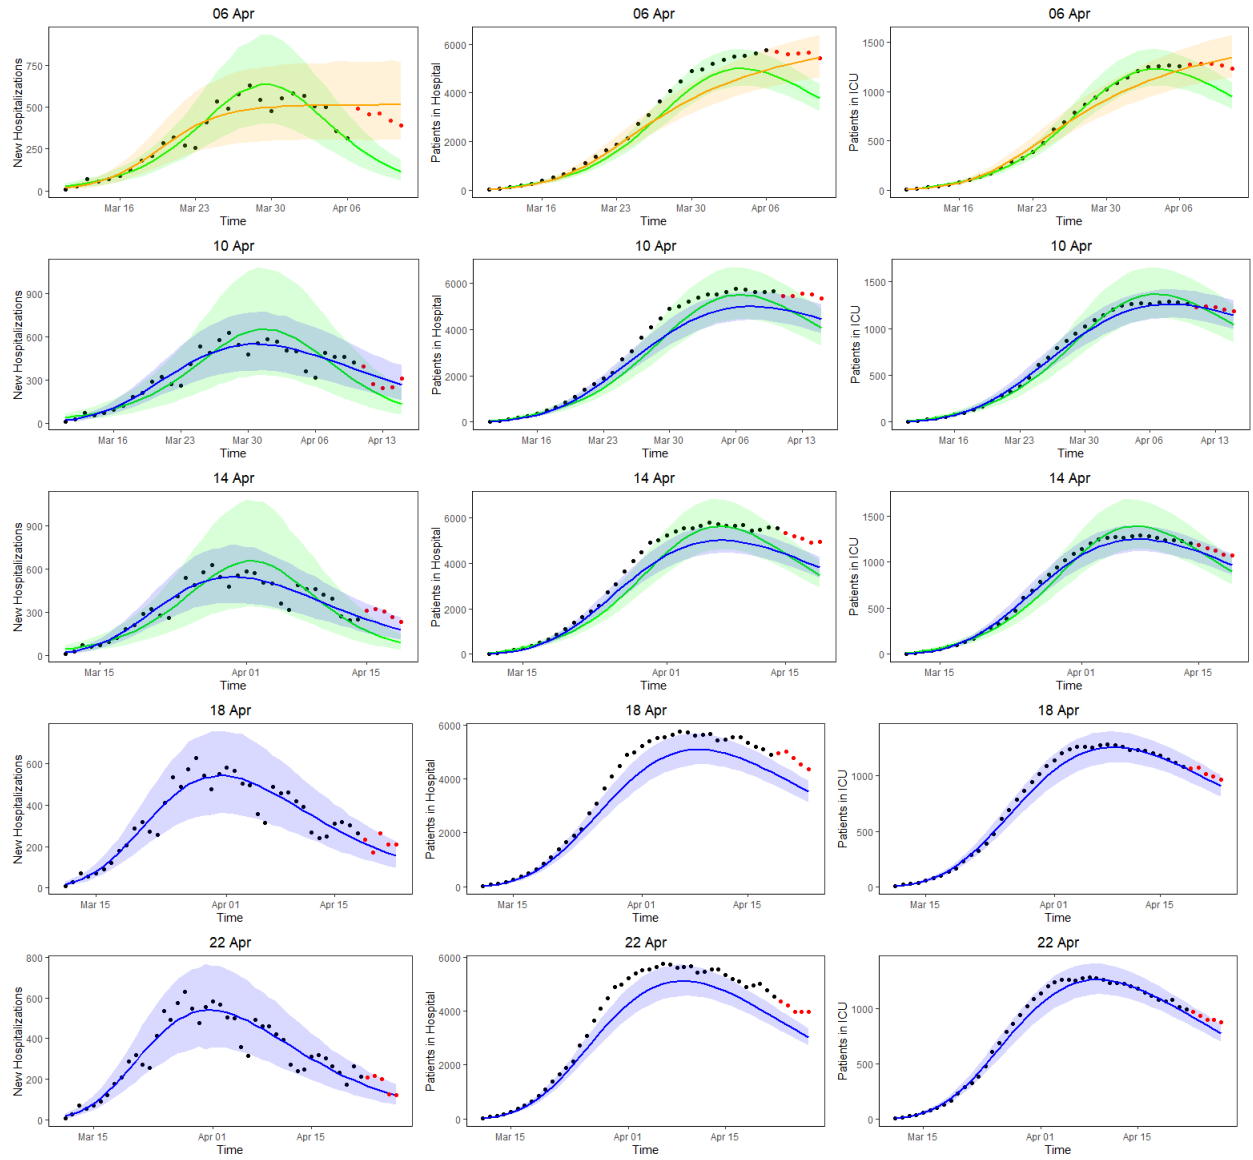 06 Apr
New Hospitalizations
750
500
250
0
Mar 16
Mar 23
Mar 30
Apr 06
Time
06 Apr
Patients in Hospital
6000
4000
2000
0
Mar 16
Mar 23
Mar 30
Apr 06
Time
06 Apr
Patients in ICU
1500
1000
500
0
Mar 16
Mar 23
Mar 30
Apr 06
Time
10 Apr
New Hospitalizations
900
600
300
0
Mar 16
Mar 23
Mar 30
Apr 06
Apr 13
Time
10 Apr
Patients in Hospital
6000
4000
2000
0
Mar 16
Mar 23
Mar 30
Apr 06
Apr 13
Time
10 Apr
Patients in ICU
1500
1000
500
0
Mar 16
Mar 23
Mar 30
Apr 06
Apr 13
Time
14 Apr
New Hospitalizations
900
600
300
0
Mar 15
Apr 01
Apr 15
Time
14 Apr
Patients in Hospital
6000
4000
2000
0
Mar 15
Apr 01
Apr 15
Time
14 Apr
Patients in ICU
1500
1000
500
0
Mar 15
Apr 01
Apr 15
Time
18 Apr
New Hospitalizations
600
400
200
0
Mar 15
Apr 01
Apr 15
Time
18 Apr
Patients in Hospital
6000
4000
2000
0
Mar 15
Apr 01
Apr 15
Time
18 Apr
Patients in ICU
1000
500
0
Mar 15
Apr 01
Apr 15
Time
22 Apr
New Hospitalizations
800
600
400
200
0
Mar 15
Apr 01
Apr 15
Time
22 Apr
Patients in Hospital
6000
4000
2000
0
Mar 15
Apr 01
Apr 15
Time
22 Apr
Patients in ICU
1000
500
0
Mar 15
Apr 01
Apr 15
Time